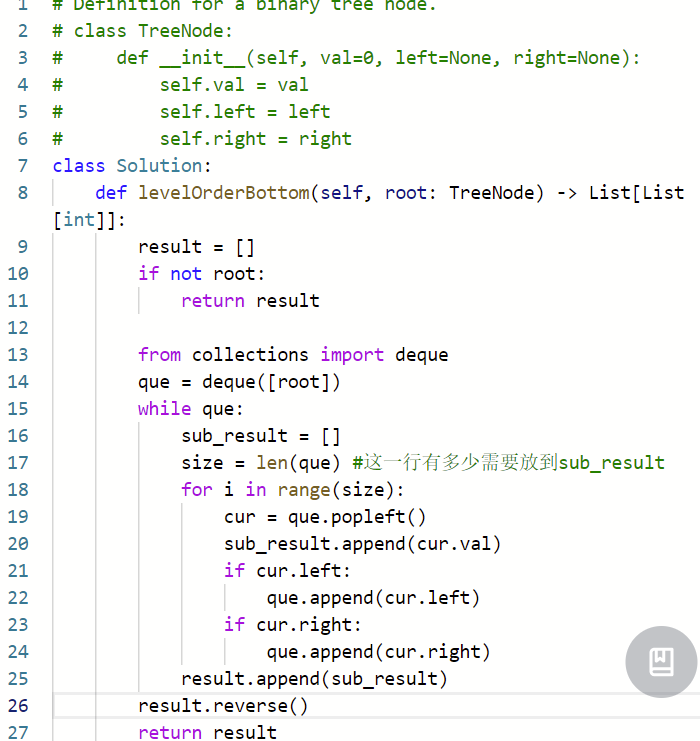 1 # Definition for a binary tree node.
2 # class TreeNode:
3 #     def __init__(self, val=0, left=None, right=None):
4 #         self.val = val
5 #         self.left = left
6 #         self.right = right
7 class Solution:
8     def levelOrderBottom(self, root: TreeNode) -> List[List
[int]]:
9         result = []
10         if not root:
11             return result
12
13         from collections import deque
14         que = deque([root])
15         while que:
16             sub_result = []
17             size = len(que) #这一行有多少需要放到sub_result
18             for i in range(size):
19                 cur = que.popleft()
20                 sub_result.append(cur.val)
21                 if cur.left:
22                     que.append(cur.left)
23                 if cur.right:
24                     que.append(cur.right)
25             result.append(sub_result)
26         result.reverse()
27         return result